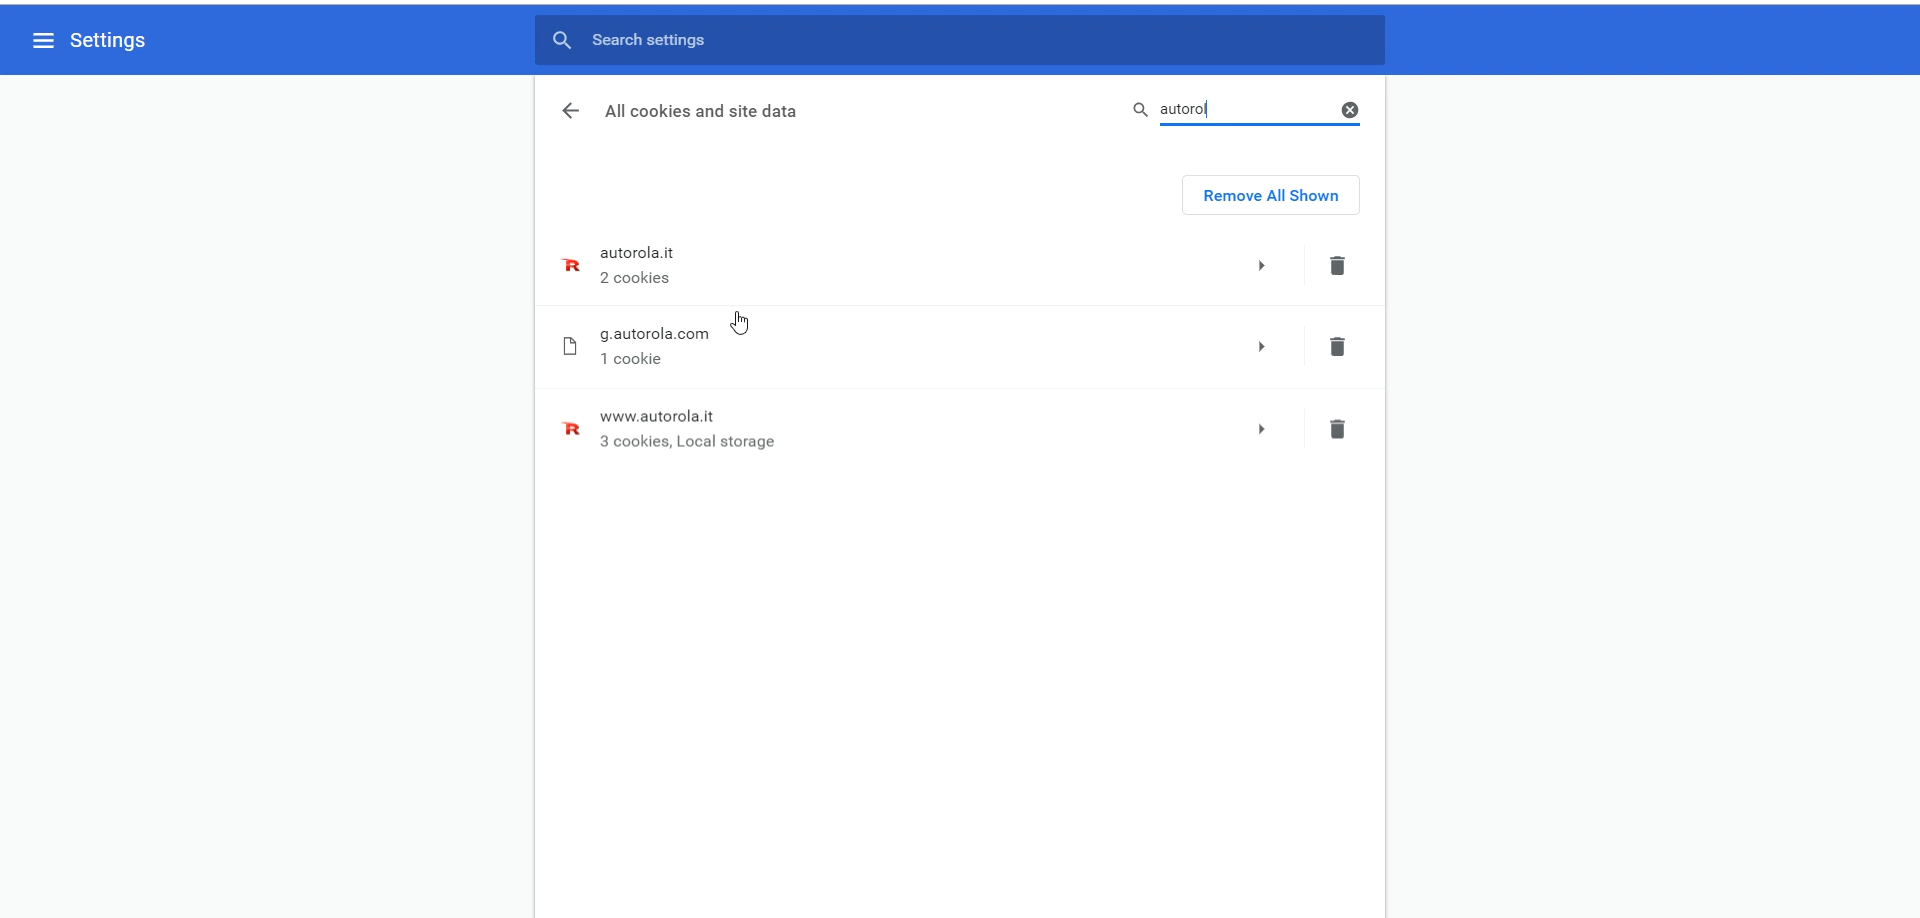 Settings
Search settings
All cookies and site data
autorol
Remove All Shown
autorola.it
2 cookies
g.autorola.com
1 cookie
www.autorola.it
3 cookies, Local storage